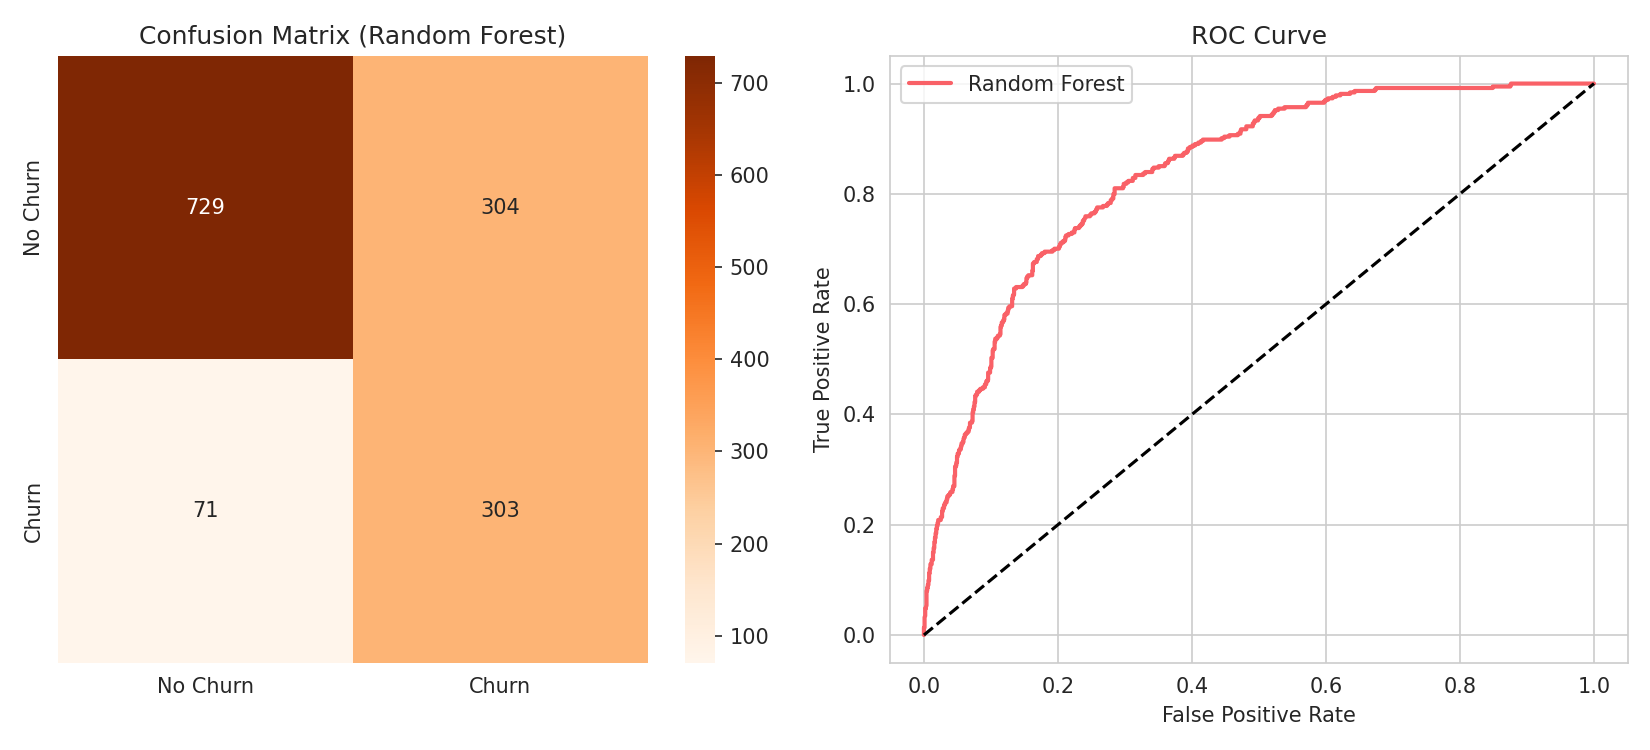 Confusion Matrix (Random Forest)
No Churn
Churn
729
304
71
303
No Churn
Churn
700
600
500
400
300
200
100
ROC Curve
Random Forest
True Positive Rate
1.0
0.8
0.6
0.4
0.2
0.0
0.0
0.2
0.4
0.6
0.8
1.0
False Positive Rate